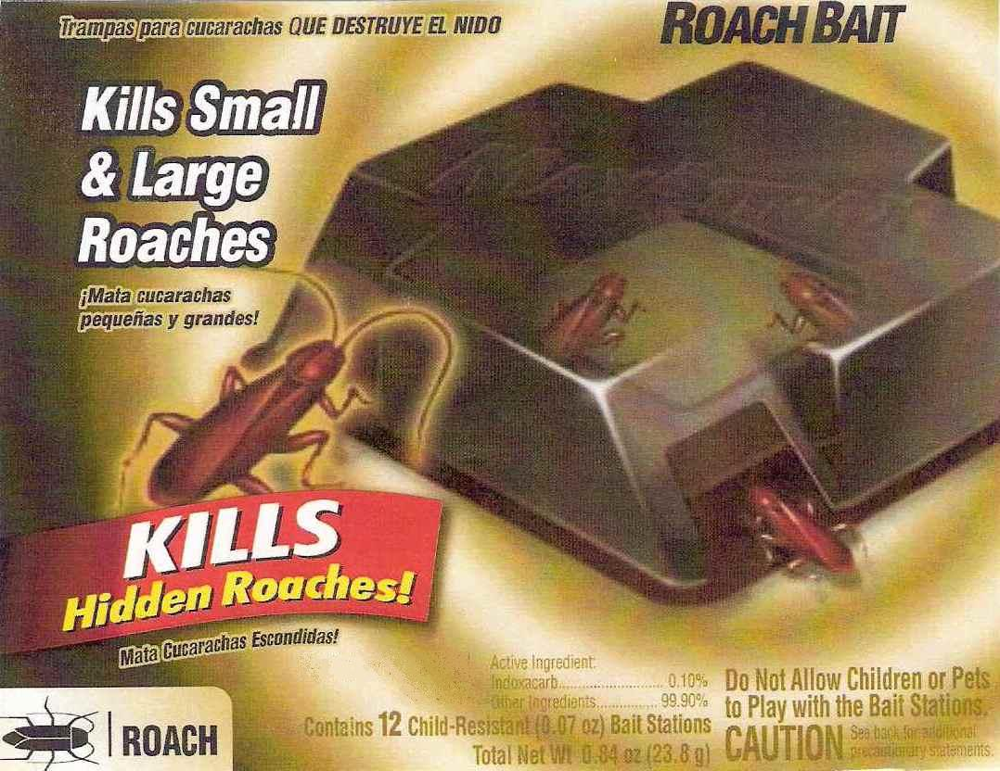 Trampas para cucarachas QUE DESTRUYE EL NIDO
ROACH BAIT
Kills Small
& Large
Roaches
¡Mata cucarachas
pequeñas y grandes!
KILLS
Hidden Roaches!
Mata Cucarachas Escondidas!
ROACH
Active Ingredient:
Indoxacarb............................ 0.10%
Other Ingredients................ 99.90%
Contains 12 Child-Resistant (0.07 oz) Bait Stations
Total Net Wt 0.84 oz (23.8 g)
Do Not Allow Children or Pets
to Play with the Bait Stations.
CAUTION See back for additional
precautionary statements.